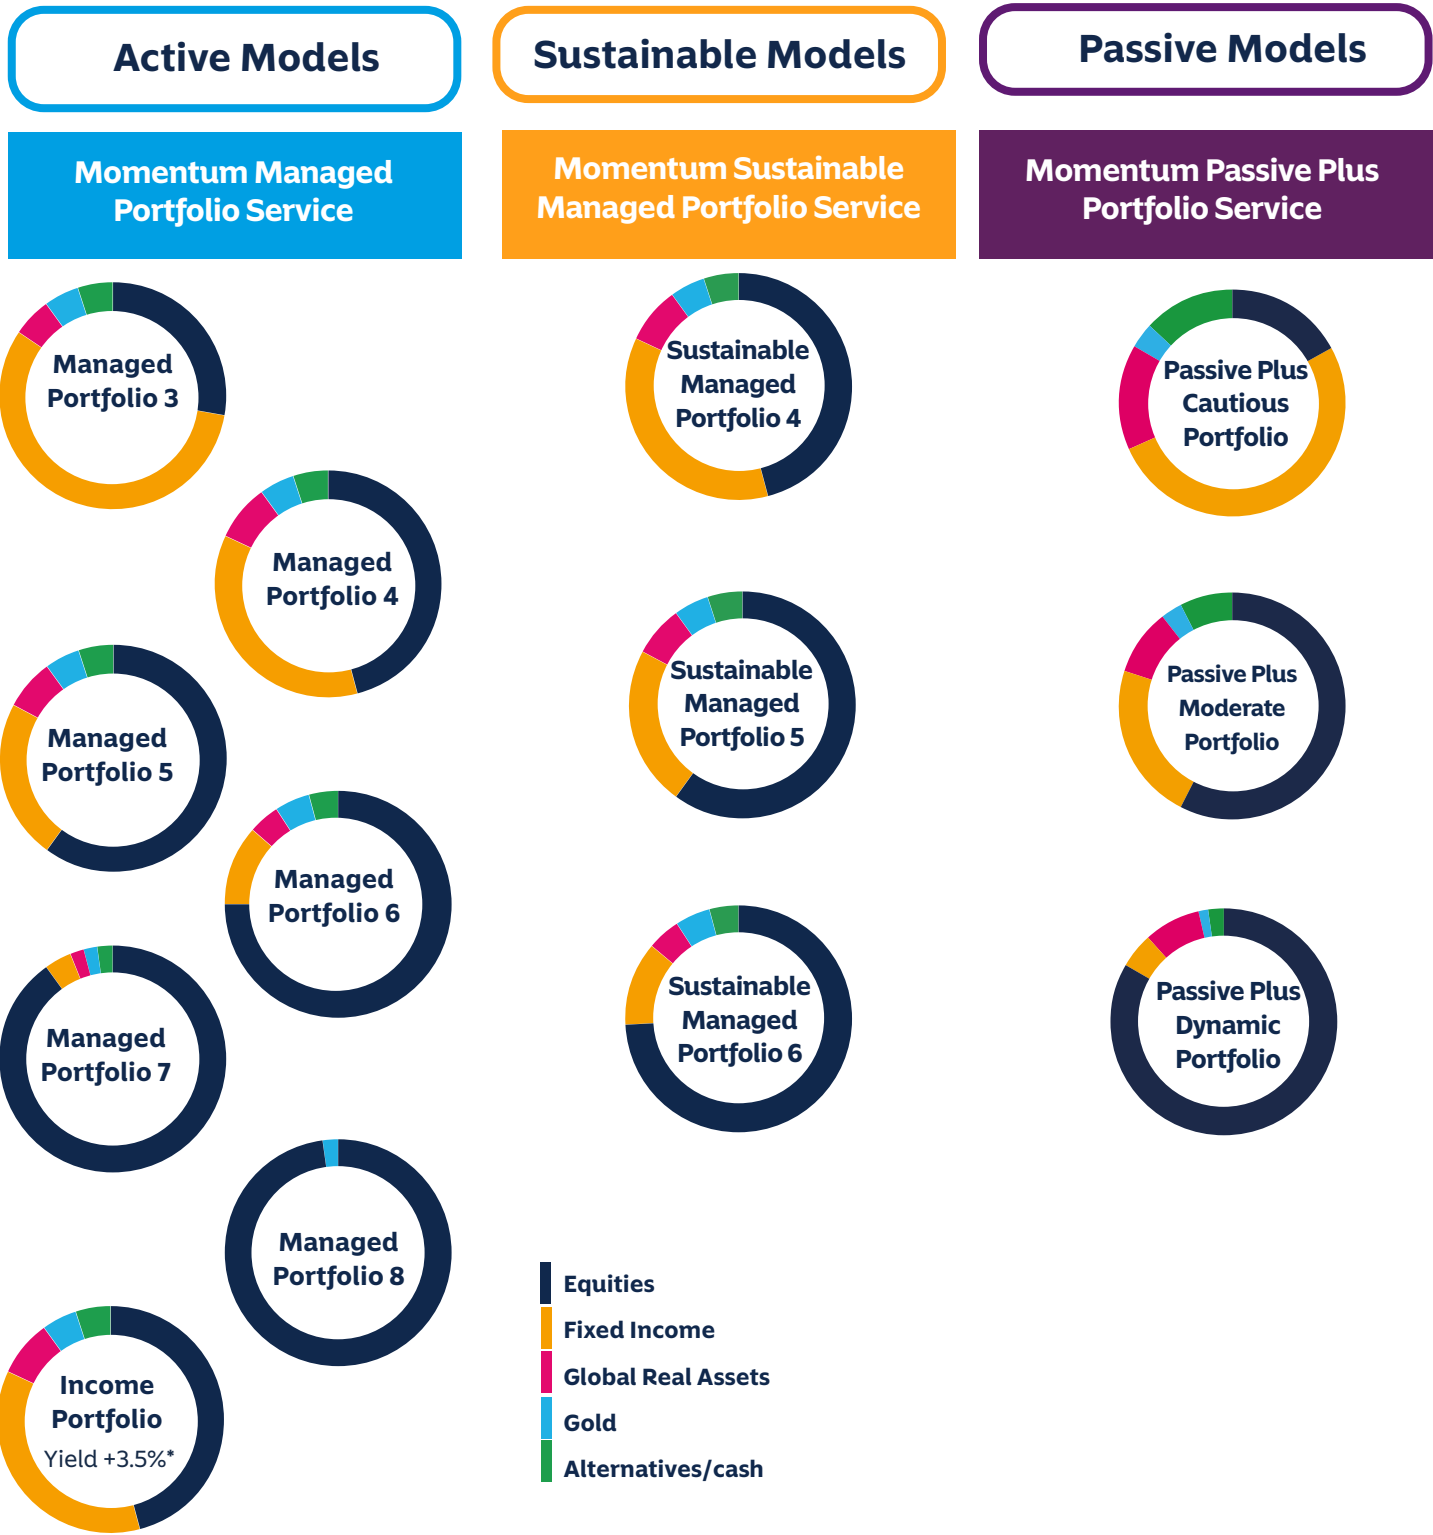 Active Models
Sustainable Models
Passive Models
Momentum Managed
Portfolio Service
Momentum Sustainable
Managed Portfolio Service
Momentum Passive Plus
Portfolio Service
Managed
Portfolio 3
Managed
Portfolio 4
Managed
Portfolio 5
Managed
Portfolio 6
Managed
Portfolio 7
Managed
Portfolio 8
Income
Portfolio
Yield +3.5%*
Sustainable
Managed
Portfolio 4
Sustainable
Managed
Portfolio 5
Sustainable
Managed
Portfolio 6
Passive Plus
Cautious
Portfolio
Passive Plus
Moderate
Portfolio
Passive Plus
Dynamic
Portfolio
Equities
Fixed Income
Global Real Assets
Gold
Alternatives/cash